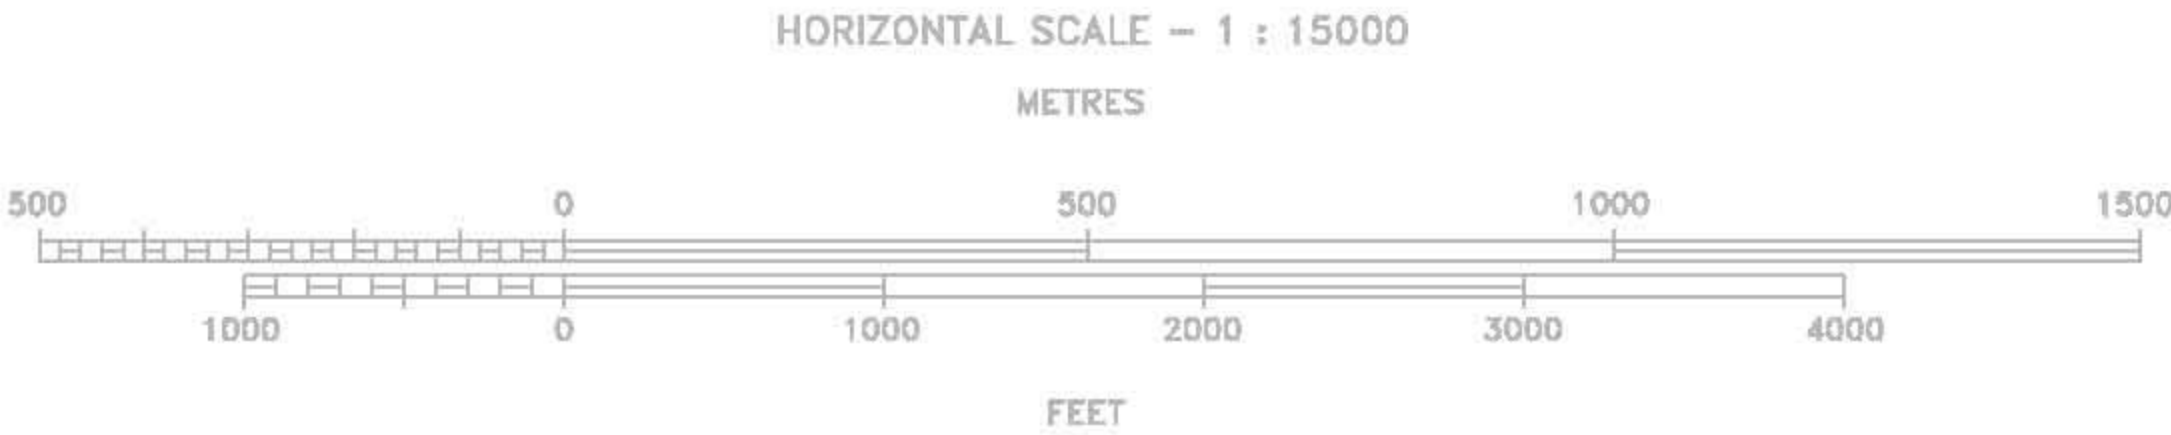 HORIZONTAL SCALE - 1 : 15000
METRES
500 0 500 1000 1500
1000 0 1000 2000 3000 4000
FEET